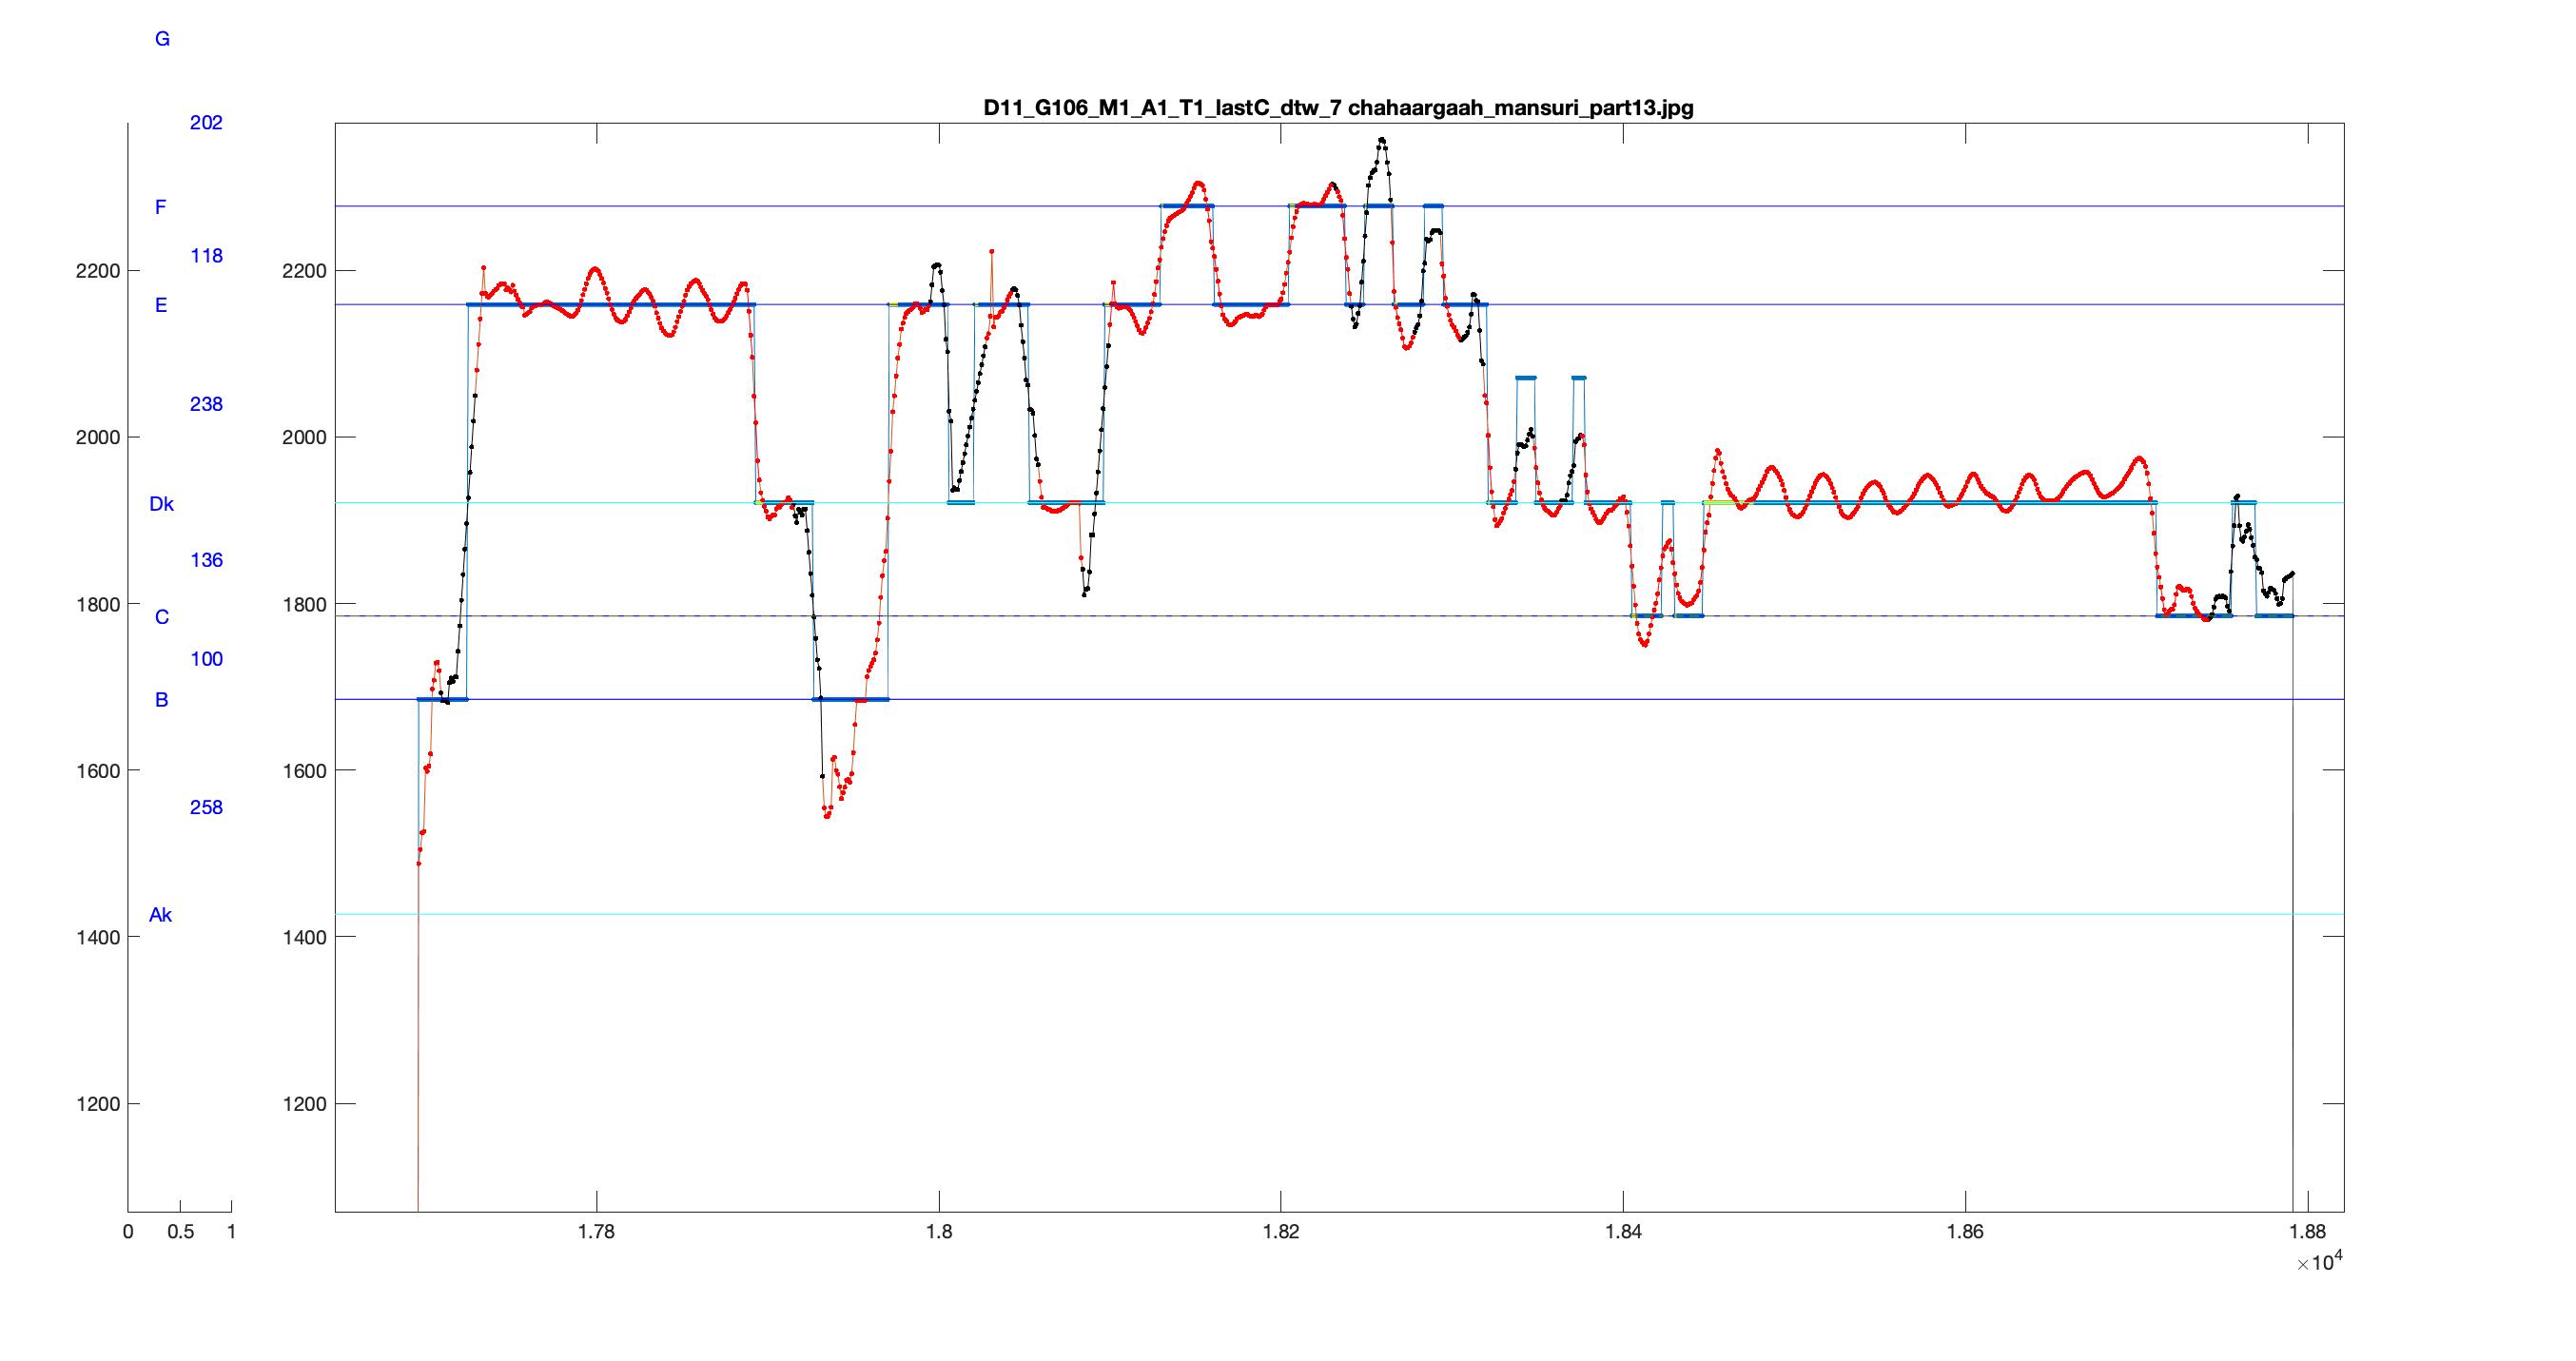 G
D11_G106_M1_A1_T1_lastC_dtw_7 chahaargaah_mansuri_part13.jpg
202
F
118
2200 2200
E
238
2000 2000
Dk
136
1800 1800
C
100
B
1600 1600
258
Ak
1400 1400
1200 1200
0 0.5 1 1.78 1.8 1.82 1.84 1.86 1.88
×10⁴